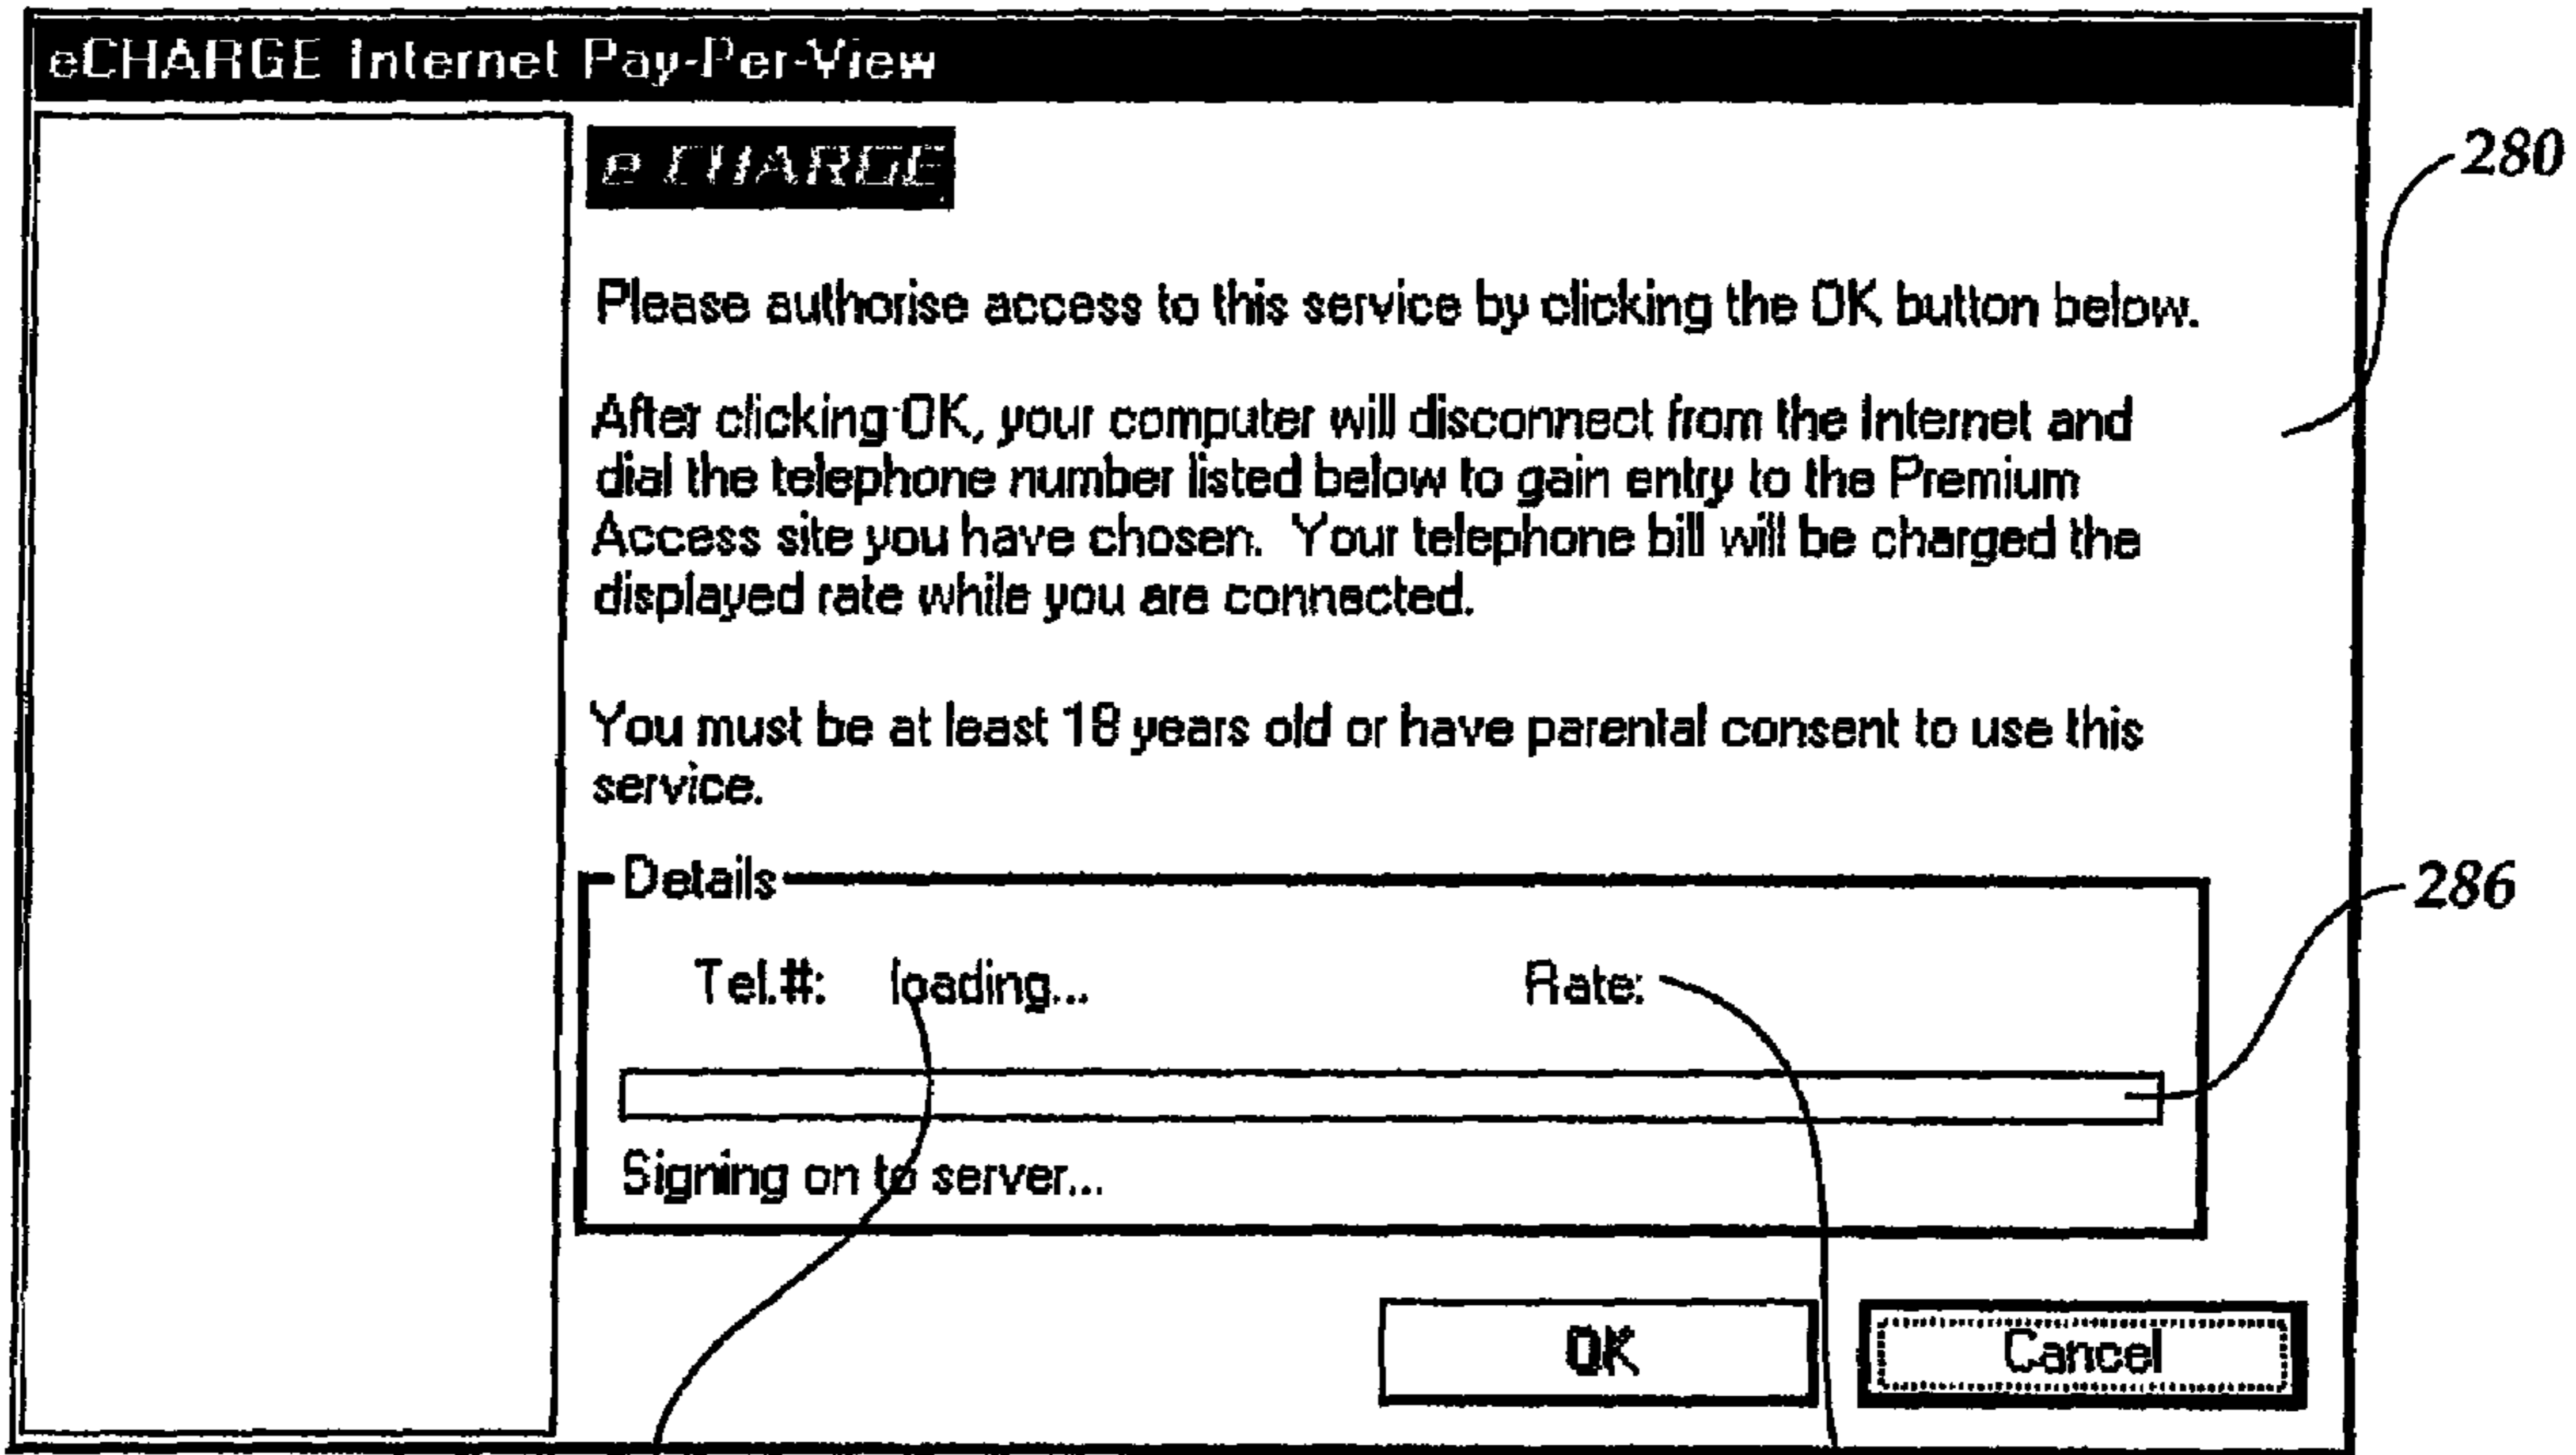 eCHARGE Internet Pay-Per-View
e CHARGE
280
Please authorise access to this service by clicking the OK button below.
After clicking OK, your computer will disconnect from the Internet and
dial the telephone number listed below to gain entry to the Premium
Access site you have chosen. Your telephone bill will be charged the
displayed rate while you are connected.
You must be at least 18 years old or have parental consent to use this
service.
Details
286
Tel.#: loading... Rate:
Signing on to server...
OK Cancel